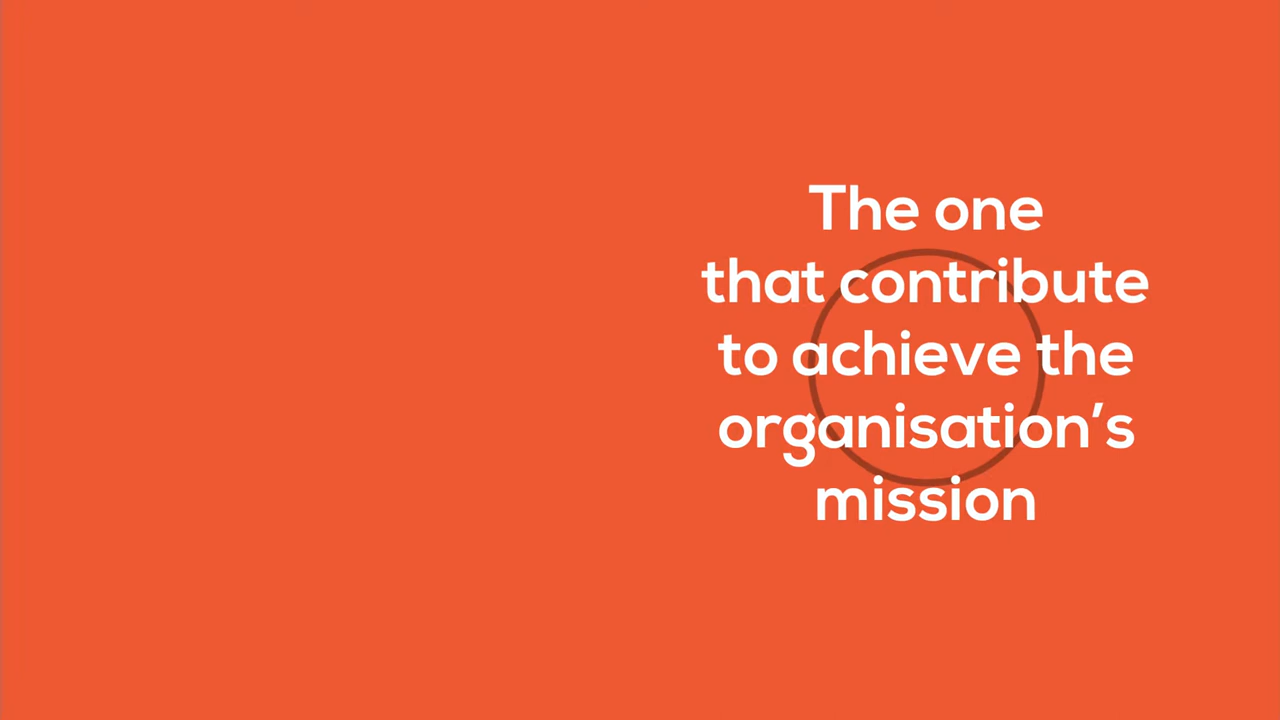 The one
that contribute
to achieve the
organisation’s
mission